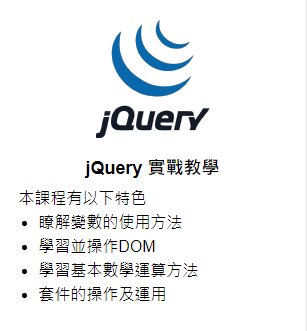 jQuery
jQuery 實戰教學
本課程有以下特色
瞭解變數的使用方法
學習並操作DOM
學習基本數學運算方法
套件的操作及運用